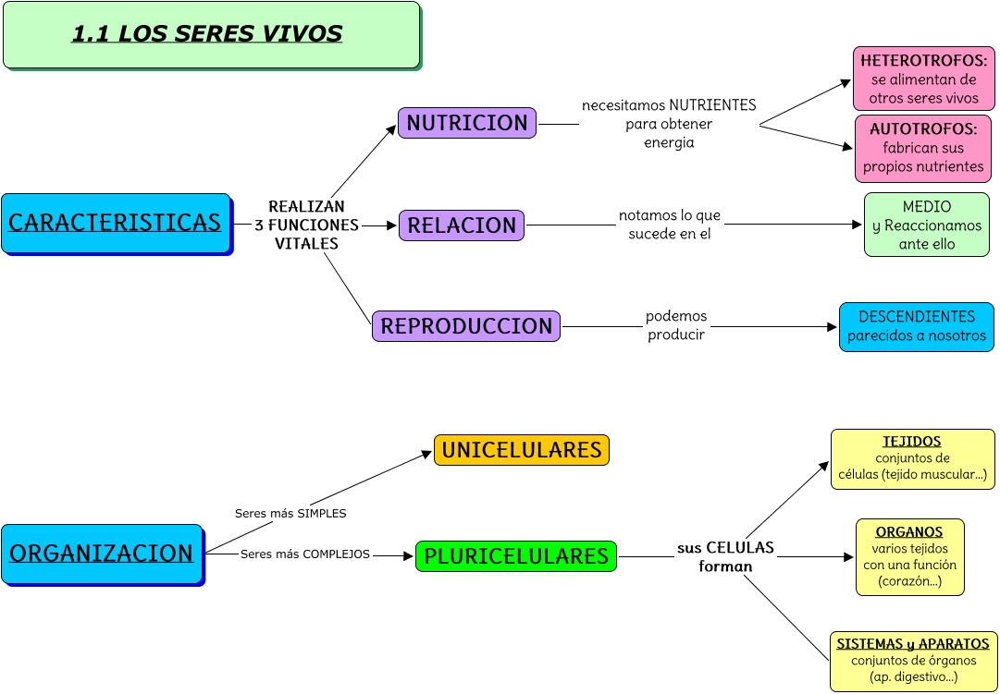 1.1 LOS SERES VIVOS
CARACTERISTICAS
REALIZAN
3 FUNCIONES
VITALES
NUTRICION
necesitamos NUTRIENTES
para obtener
energia
HETEROTROFOS:
se alimentan de
otros seres vivos
AUTOTROFOS:
fabrican sus
propios nutrientes
RELACION
notamos lo que
sucede en el
MEDIO
y Reaccionamos
ante ello
REPRODUCCION
podemos
producir
DESCENDIENTES
parecidos a nosotros
ORGANIZACION
Seres más SIMPLES
UNICELULARES
Seres más COMPLEJOS
PLURICELULARES
sus CELULAS
forman
TEJIDOS
conjuntos de
células (tejido muscular...)
ORGANOS
varios tejidos
con una función
(corazón...)
SISTEMAS y APARATOS
conjuntos de órganos
(ap. digestivo...)